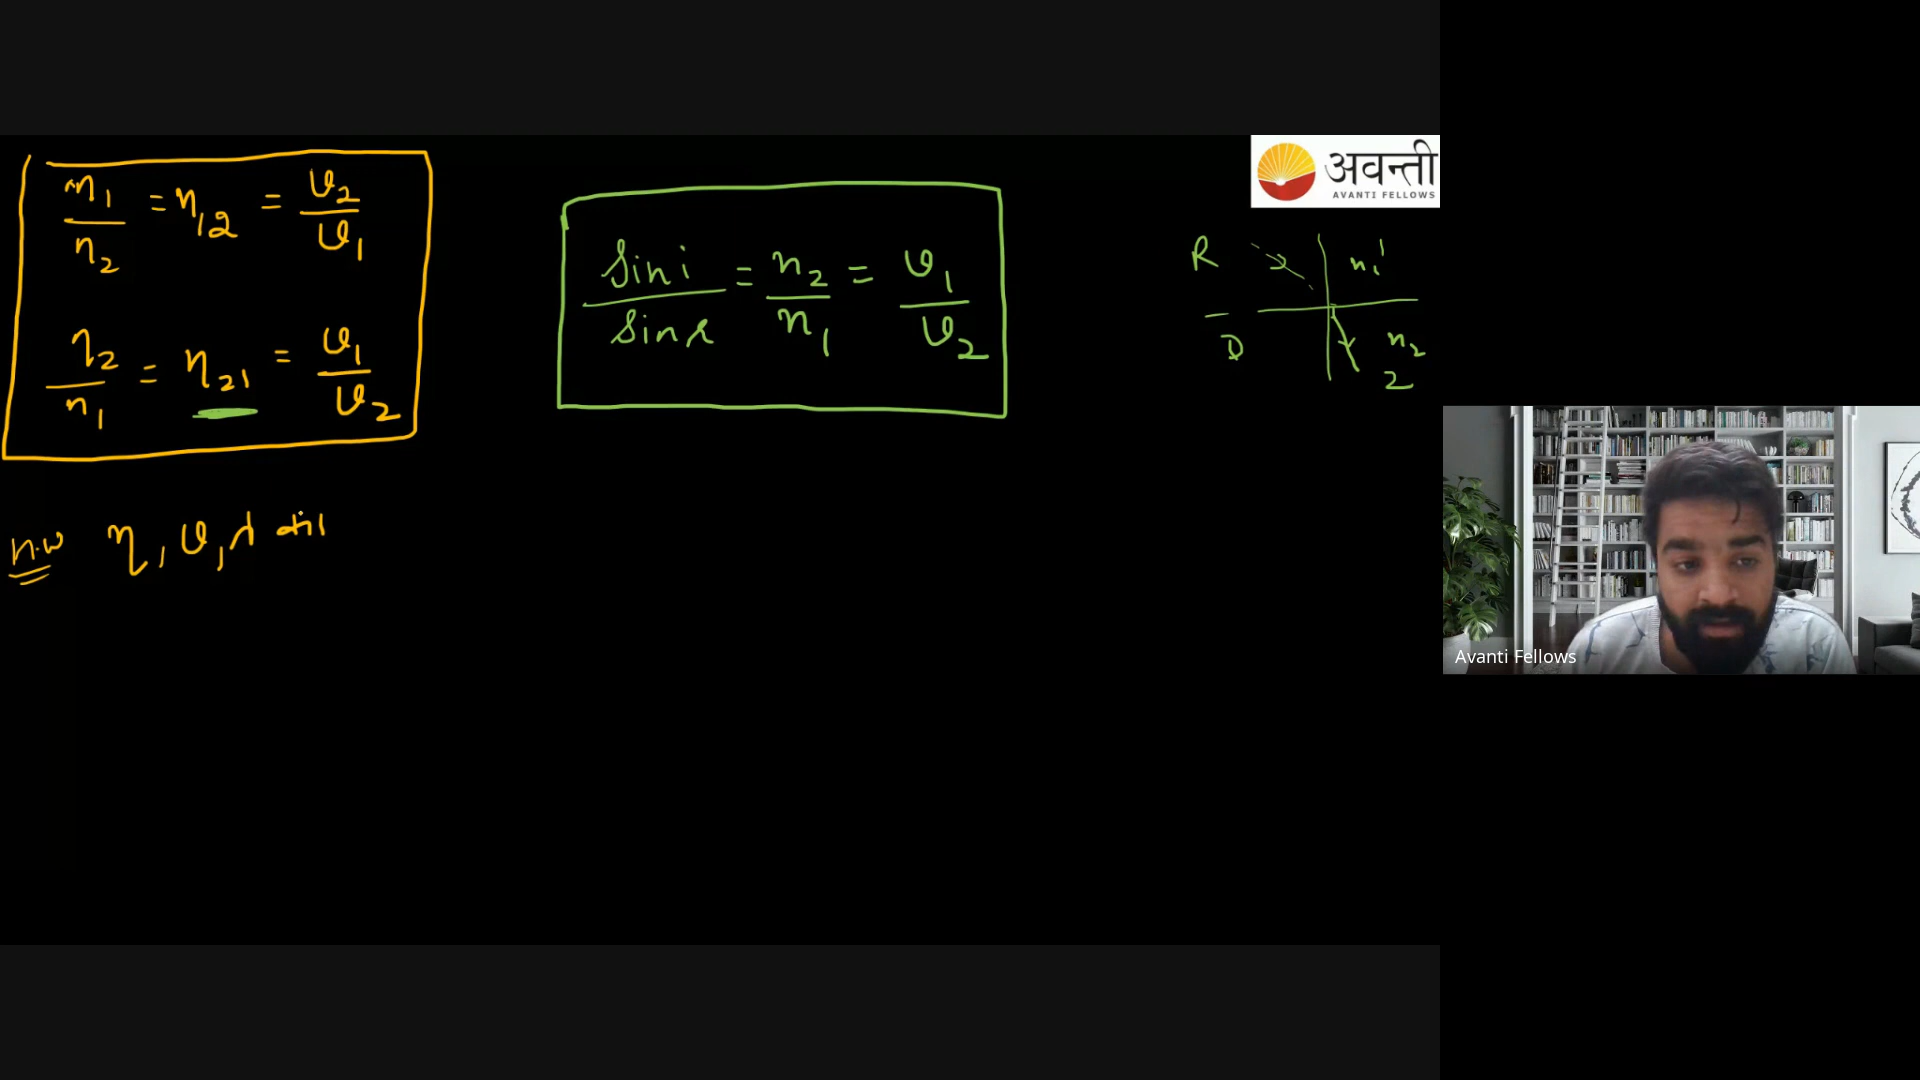 n1/n2 = n12 = v2/v1
n2/n1 = n21 = v1/v2
sin i/sin r = n2/n1 = v1/v2
अवन्ती
AVANTI FELLOWS
R
n1
D
n2
2
H.W η, v, λ
Avanti Fellows